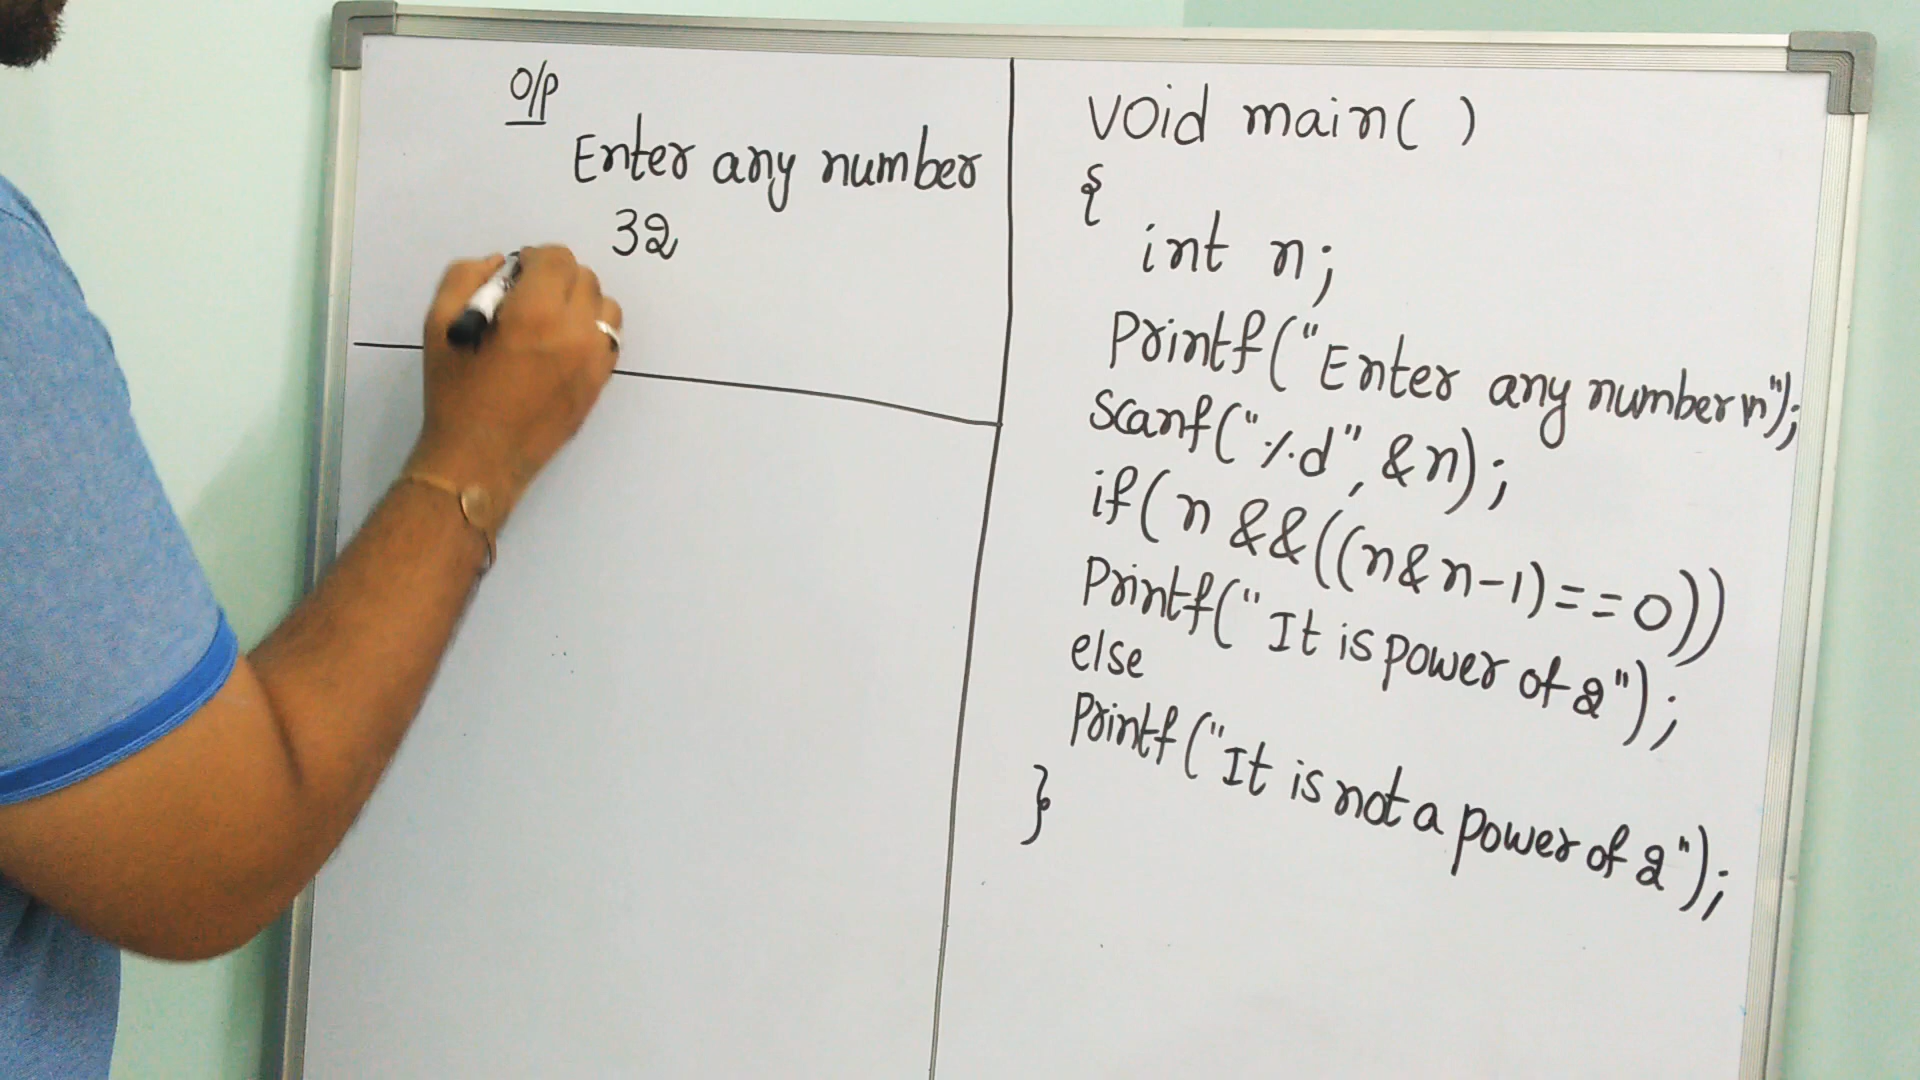 O/P
Enter any number
32
void main( )
{
int n;
Printf("Enter any number\n");
scanf("%d", &n);
if(n &&((n&n-1)==0))
Printf("It is power of 2");
else
Printf("It is not a power of 2");
}